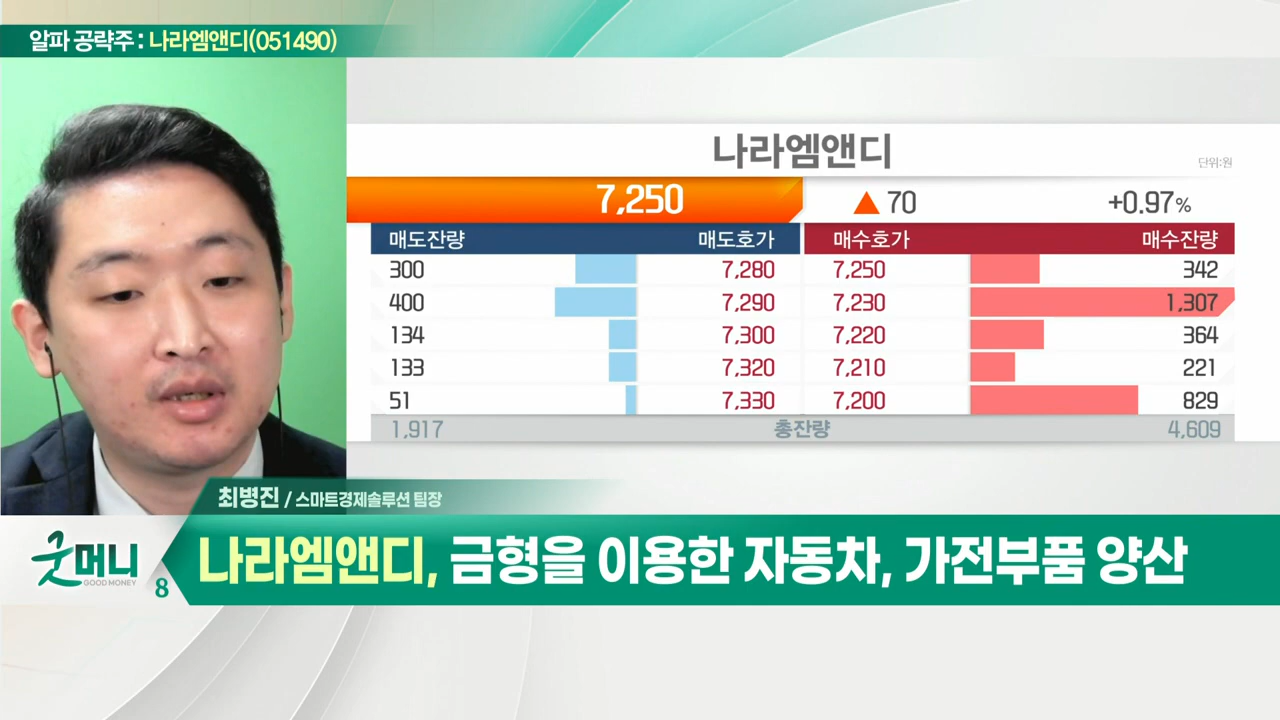 알파 공략주 : 나라엠앤디(051490)
나라엠앤디
단위:원
7,250 ▲ 70 +0.97%
매도잔량 매도호가 매수호가 매수잔량
300 7,280 7,250 342
400 7,290 7,230 1,307
134 7,300 7,220 364
133 7,320 7,210 221
51 7,330 7,200 829
1,917 총잔량 4,609
최병진 / 스마트경제솔루션 팀장
굿머니
GOOD MONEY
8
나라엠앤디, 금형을 이용한 자동차, 가전부품 양산